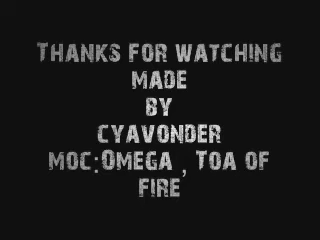 Thanks for watching
made
by
cyavonder
moc:Omega , Toa of
fire